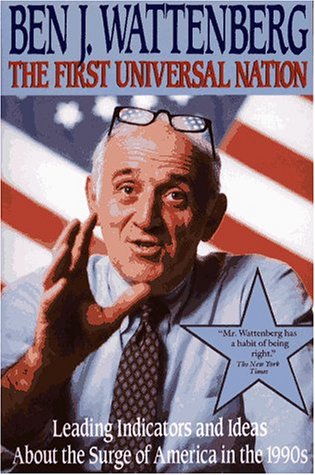 BEN J. WATTENBERG
THE FIRST UNIVERSAL NATION
"Mr. Wattenberg has
a habit of being
right."
The New York
Times
Leading Indicators and Ideas
About the Surge of America in the 1990s